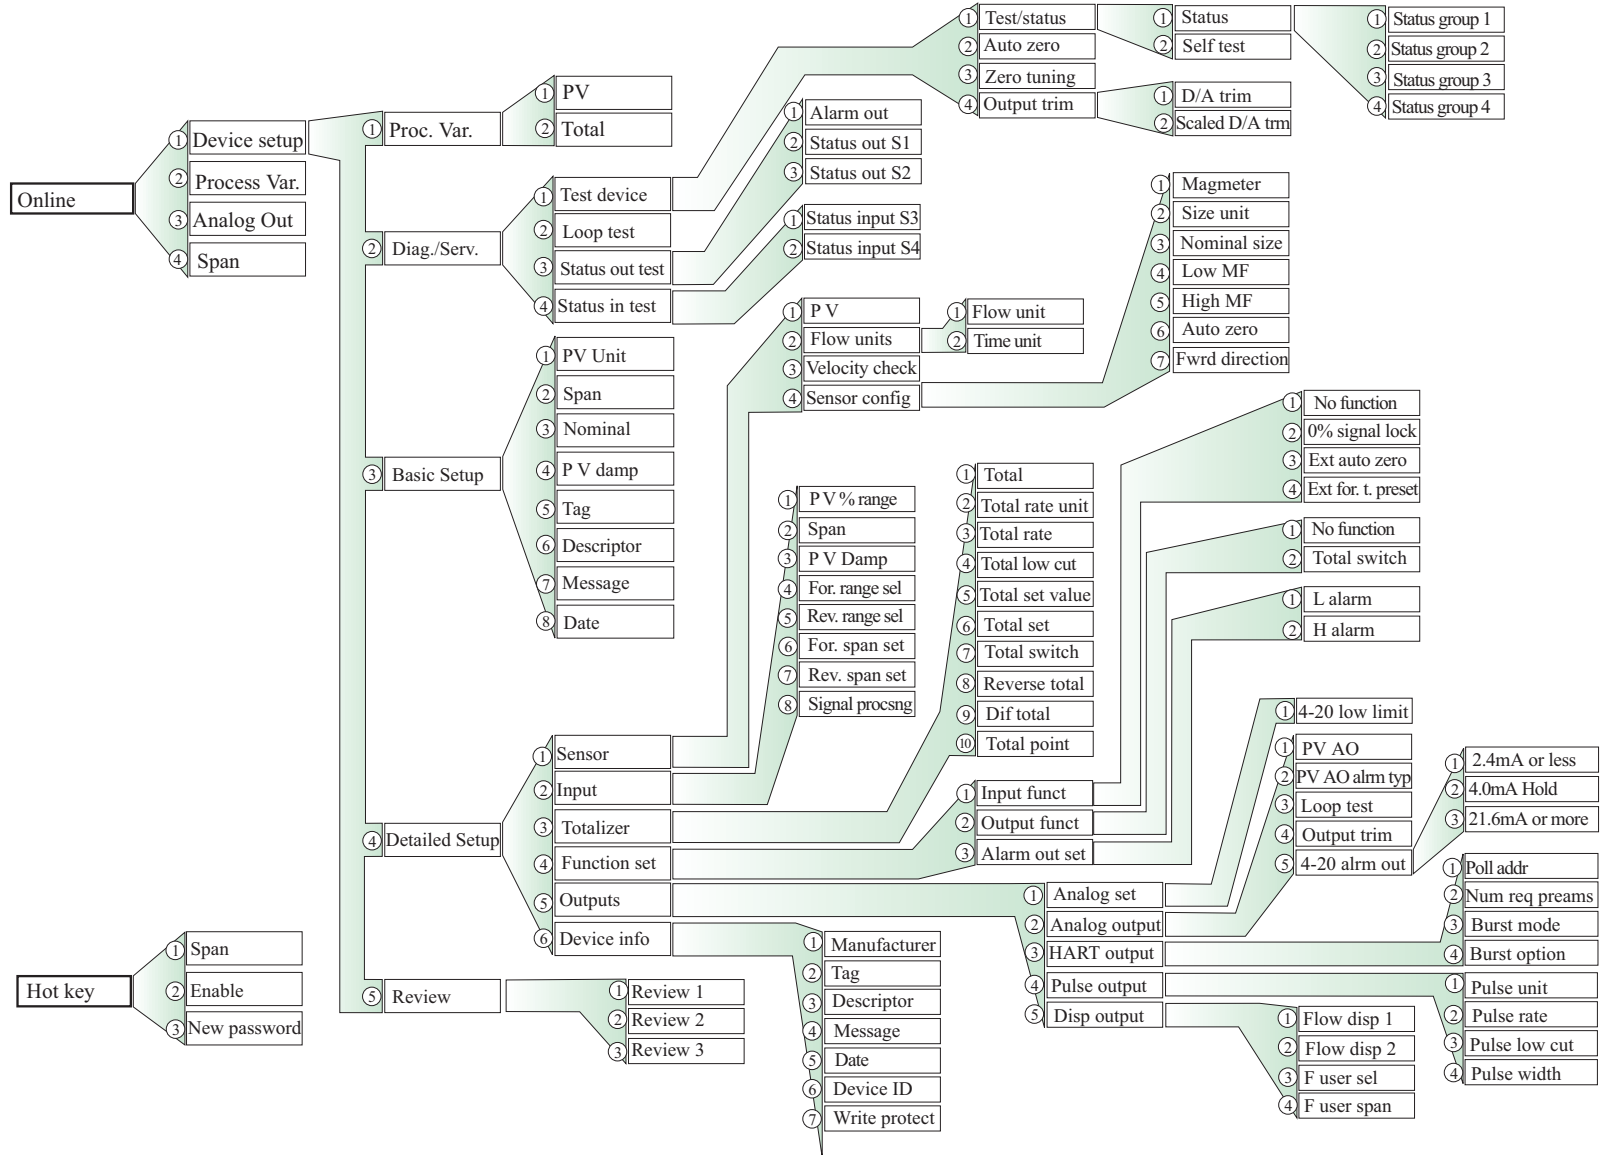 Online
① Device setup
② Process Var.
③ Analog Out
④ Span
① Proc. Var.
② Diag./Serv.
③ Basic Setup
④ Detailed Setup
⑤ Review
① PV
② Total
① Test device
② Loop test
③ Status out test
④ Status in test
① Test/status
② Auto zero
③ Zero tuning
④ Output trim
① Status
② Self test
① Status group 1
② Status group 2
③ Status group 3
④ Status group 4
① D/A trim
② Scaled D/A trm
① Alarm out
② Status out S1
③ Status out S2
① Status input S3
② Status input S4
① PV Unit
② Span
③ Nominal
④ P V damp
⑤ Tag
⑥ Descriptor
⑦ Message
⑧ Date
① Sensor
② Input
③ Totalizer
④ Function set
⑤ Outputs
⑥ Device info
① P V
② Flow units
③ Velocity check
④ Sensor config
① Flow unit
② Time unit
① Magmeter
② Size unit
③ Nominal size
④ Low MF
⑤ High MF
⑥ Auto zero
⑦ Fwrd direction
① P V % range
② Span
③ P V Damp
④ For. range sel
⑤ Rev. range sel
⑥ For. span set
⑦ Rev. span set
⑧ Signal procsng
① Total
② Total rate unit
③ Total rate
④ Total low cut
⑤ Total set value
⑥ Total set
⑦ Total switch
⑧ Reverse total
⑨ Dif total
⑩ Total point
① Input funct
② Output funct
③ Alarm out set
① No function
② 0% signal lock
③ Ext auto zero
④ Ext for. t. preset
① No function
② Total switch
① L alarm
② H alarm
① Analog set
② Analog output
③ HART output
④ Pulse output
⑤ Disp output
① 4-20 low limit
① PV AO
② PV AO alrm typ
③ Loop test
④ Output trim
⑤ 4-20 alrm out
① 2.4mA or less
② 4.0mA Hold
③ 21.6mA or more
① Poll addr
② Num req preams
③ Burst mode
④ Burst option
① Pulse unit
② Pulse rate
③ Pulse low cut
④ Pulse width
① Flow disp 1
② Flow disp 2
③ F user sel
④ F user span
① Manufacturer
② Tag
③ Descriptor
④ Message
⑤ Date
⑥ Device ID
⑦ Write protect
① Review 1
② Review 2
③ Review 3
Hot key
① Span
② Enable
③ New password